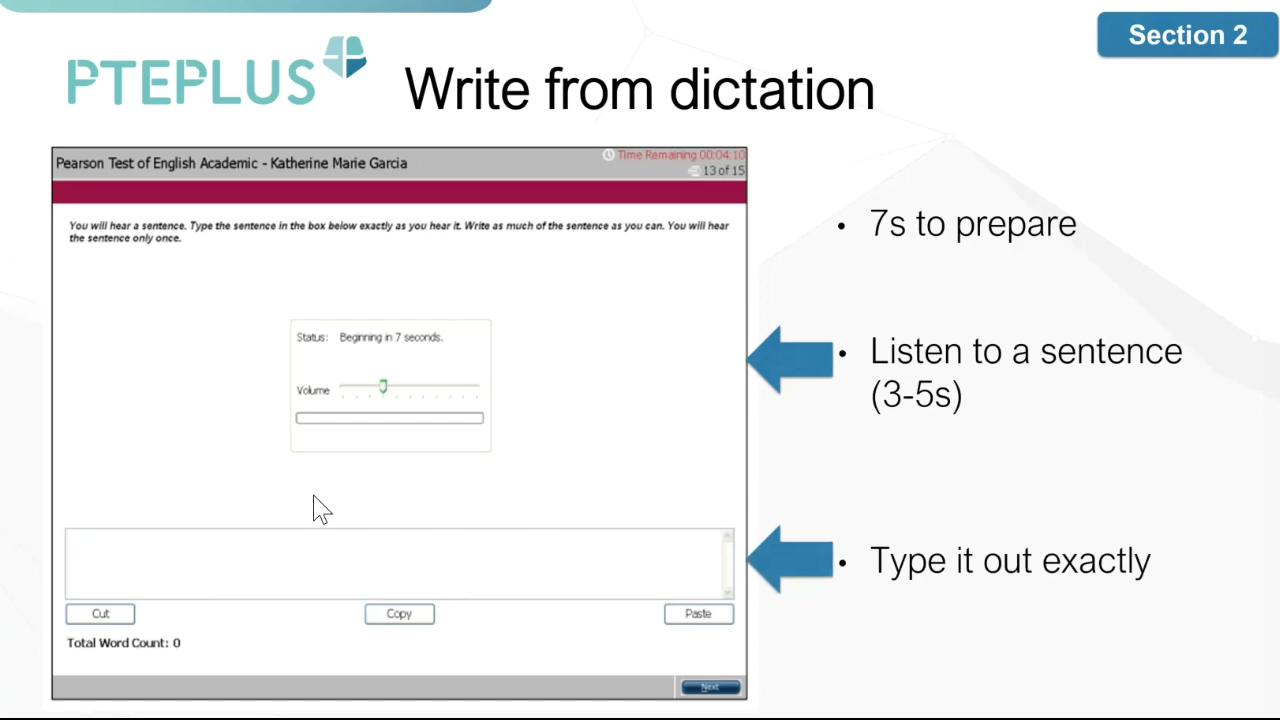 Section 2
PTEPLUS
Write from dictation
Pearson Test of English Academic - Katherine Marie Garcia
Time Remaining 00:04:10
13 of 15
You will hear a sentence. Type the sentence in the box below exactly as you hear it. Write as much of the sentence as you can. You will hear
the sentence only once.
Status: Beginning in 7 seconds.
Volume
Cut
Copy
Paste
Total Word Count: 0
Next
• 7s to prepare
• Listen to a sentence
(3-5s)
• Type it out exactly